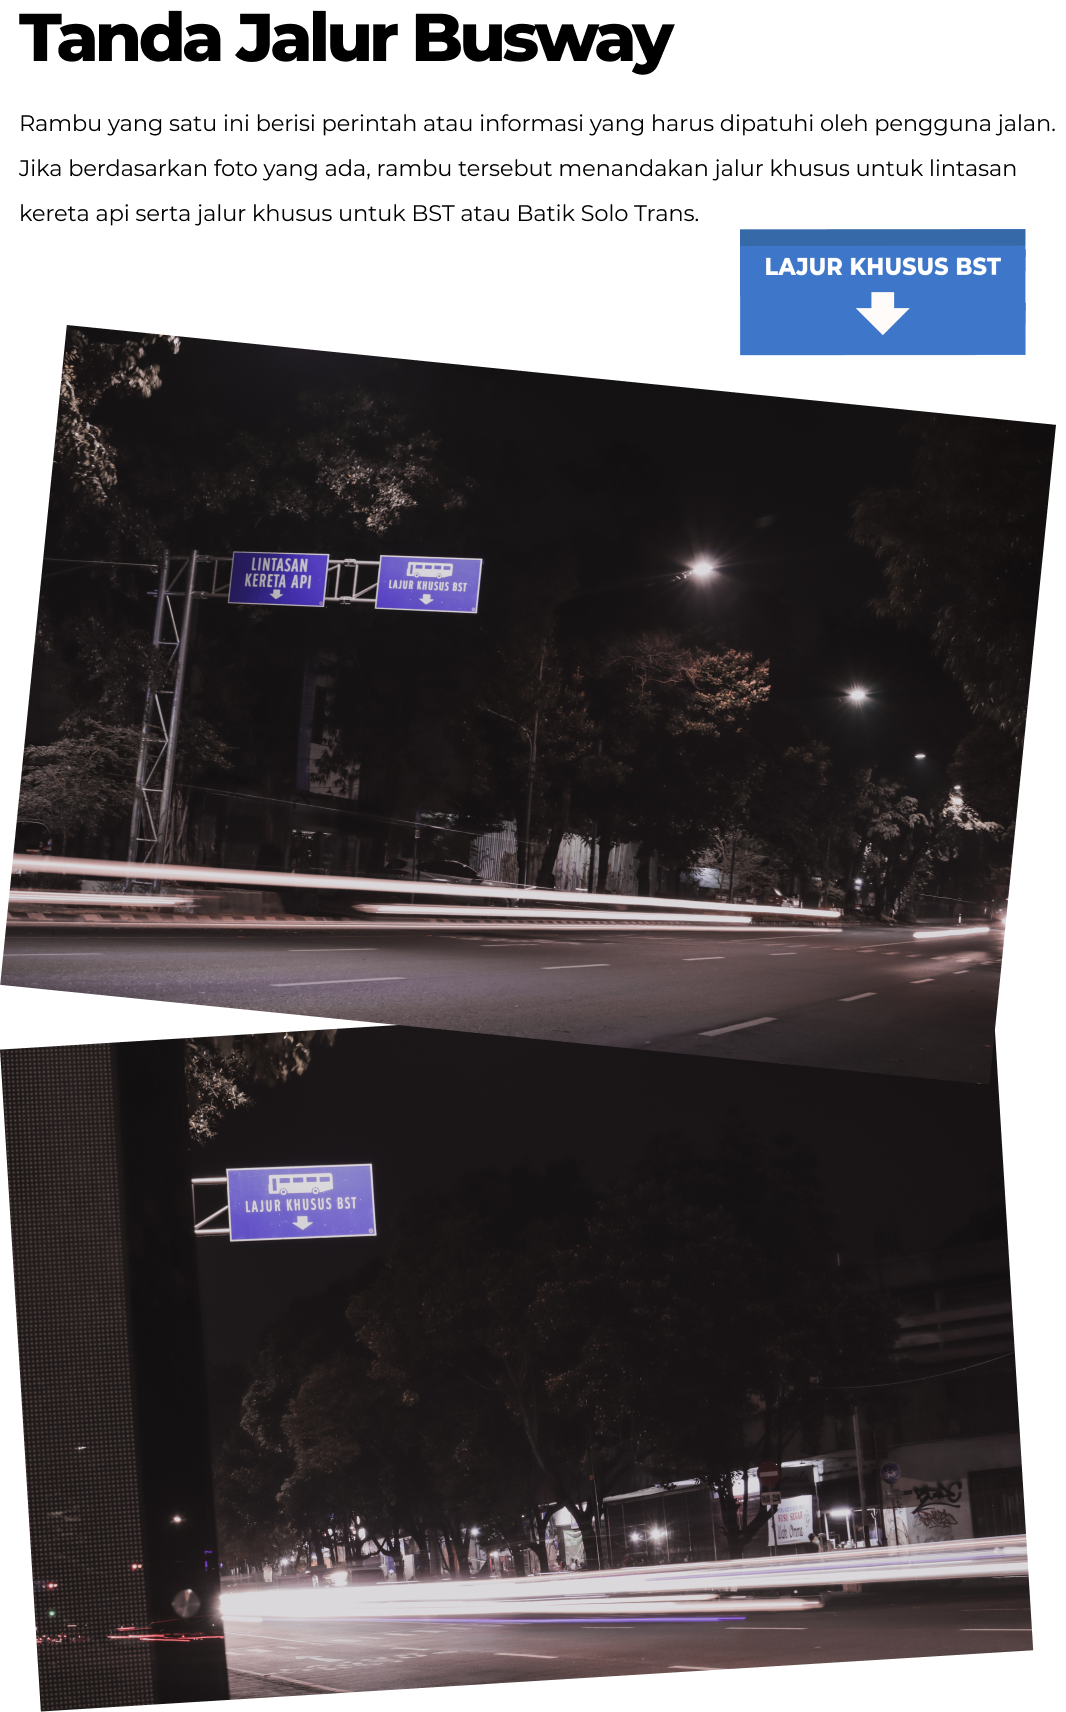 Tanda Jalur Busway
Rambu yang satu ini berisi perintah atau informasi yang harus dipatuhi oleh pengguna jalan.
Jika berdasarkan foto yang ada, rambu tersebut menandakan jalur khusus untuk lintasan
kereta api serta jalur khusus untuk BST atau Batik Solo Trans.
LAJUR KHUSUS BST
LINTASAN
KERETA API
LAJUR KHUSUS BST
LAJUR KHUSUS BST